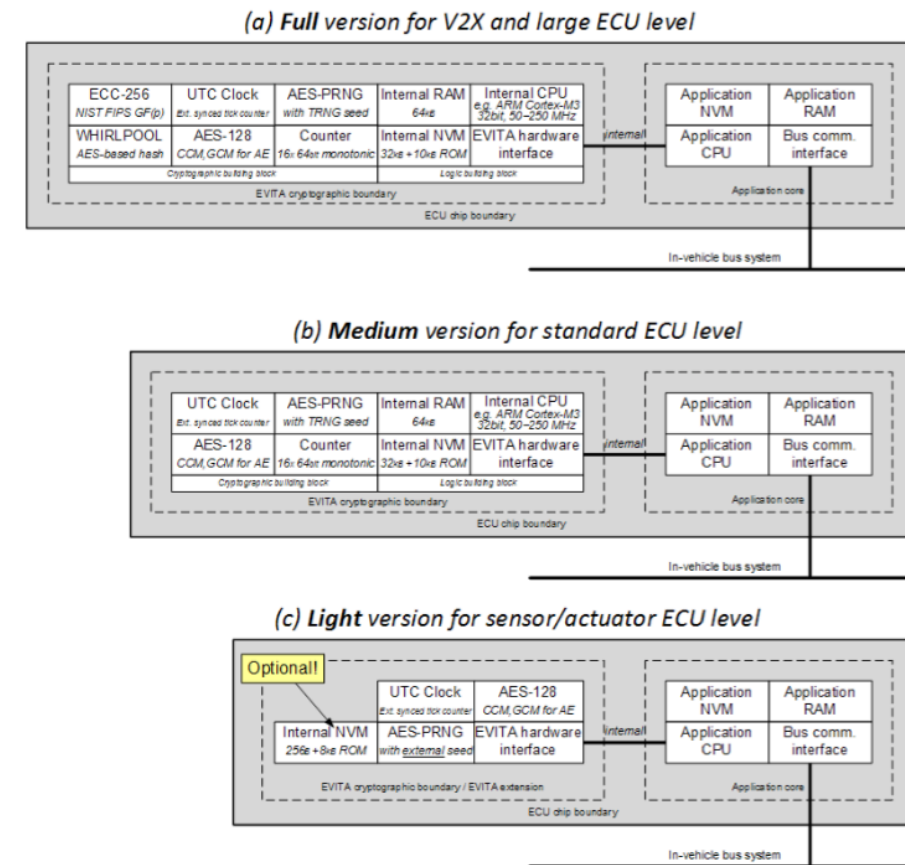 (a) Full version for V2X and large ECU level
ECC-256
NIST FIPS GF(p)
UTC Clock
Ext. synced tick counter
AES-PRNG
with TRNG seed
Internal RAM
64kB
Internal CPU
e.g. ARM Cortex-M3
32bit, 50–250 MHz
WHIRLPOOL
AES-based hash
AES-128
CCM,GCM for AE
Counter
16x 64bit monotonic
Internal NVM
32kB +10kB ROM
EVITA hardware
interface
Cryptographic building block
Logic building block
EVITA cryptographic boundary
internal
Application
NVM
Application
RAM
Application
CPU
Bus comm.
interface
Application core
ECU chip boundary
In-vehicle bus system
(b) Medium version for standard ECU level
UTC Clock
Ext. synced tick counter
AES-PRNG
with TRNG seed
Internal RAM
64kB
Internal CPU
e.g. ARM Cortex-M3
32bit, 50–250 MHz
AES-128
CCM,GCM for AE
Counter
16x 64bit monotonic
Internal NVM
32kB +10kB ROM
EVITA hardware
interface
Cryptographic building block
Logic building block
EVITA cryptographic boundary
internal
Application
NVM
Application
RAM
Application
CPU
Bus comm.
interface
Application core
ECU chip boundary
In-vehicle bus system
(c) Light version for sensor/actuator ECU level
Optional!
UTC Clock
Ext. synced tick counter
AES-128
CCM,GCM for AE
Internal NVM
256B +8kB ROM
AES-PRNG
with external seed
EVITA hardware
interface
EVITA cryptographic boundary / EVITA extension
internal
Application
NVM
Application
RAM
Application
CPU
Bus comm.
interface
Application core
ECU chip boundary
In-vehicle bus system